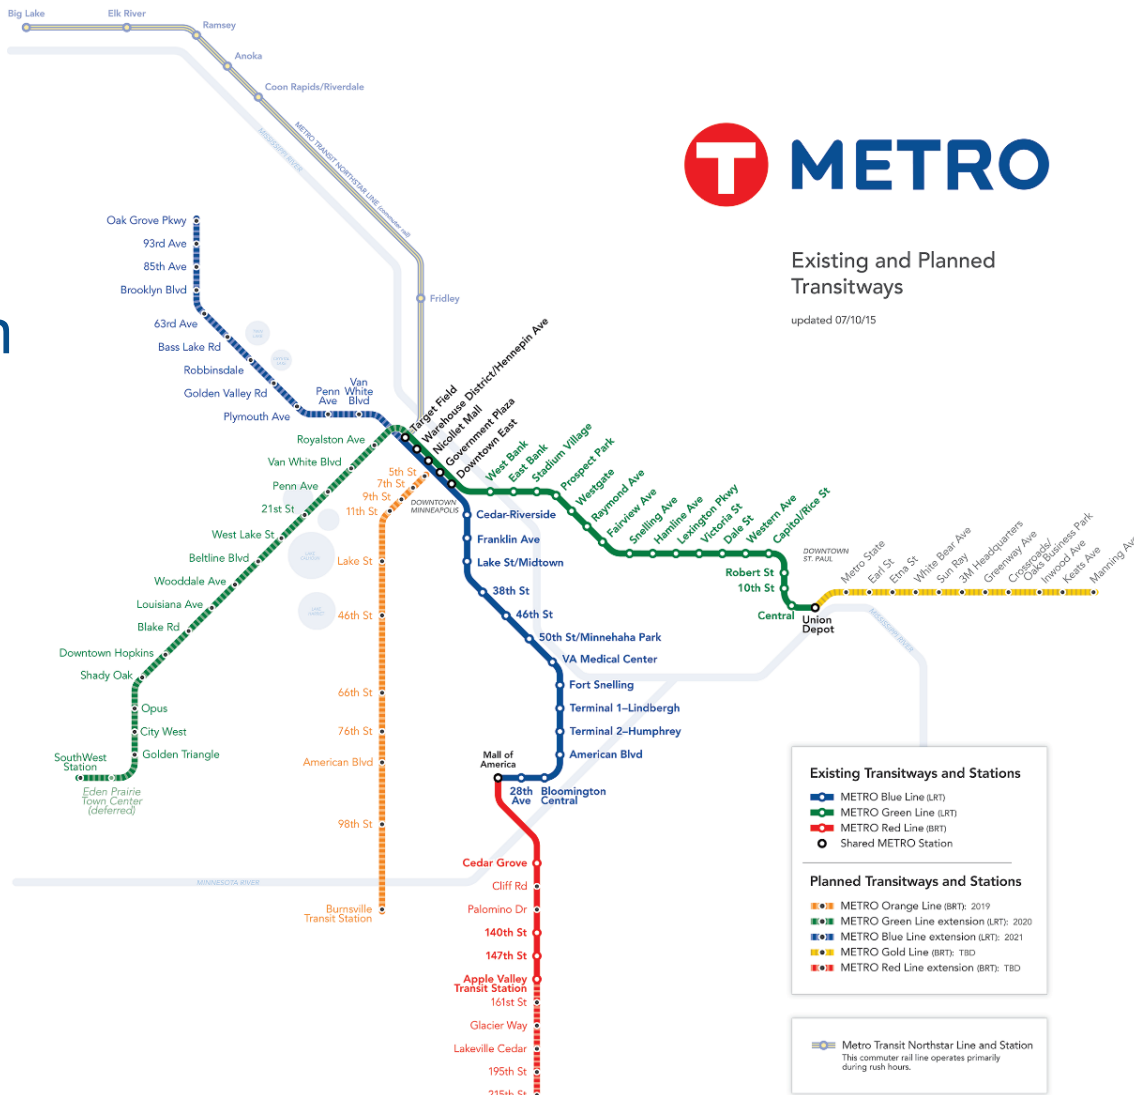 Big Lake
Elk River
Ramsey
Anoka
Coon Rapids/Riverdale
METRO TRANSIT NORTHSTAR LINE (commuter rail)
MISSISSIPPI RIVER
Fridley
T METRO
Existing and Planned
Transitways
updated 07/10/15
n
Oak Grove Pkwy
93rd Ave
85th Ave
Brooklyn Blvd
63rd Ave
Bass Lake Rd
Robbinsdale
Golden Valley Rd
Plymouth Ave
Penn
Ave
Van
White
Blvd
Target Field
Warehouse District/Hennepin Ave
Nicollet Mall
Government Plaza
Downtown East
Royalston Ave
Van White Blvd
Penn Ave
21st St
West Lake St
Beltline Blvd
Wooddale Ave
Louisiana Ave
Blake Rd
Downtown Hopkins
Shady Oak
Opus
City West
Golden Triangle
SouthWest
Station
Eden Prairie
Town Center
(deferred)
5th St
7th St
9th St
11th St
DOWNTOWN
MINNEAPOLIS
Lake St
46th St
66th St
76th St
American Blvd
98th St
Burnsville
Transit Station
West Bank
East Bank
Stadium Village
Prospect Park
Westgate
Raymond Ave
Fairview Ave
Snelling Ave
Hamline Ave
Lexington Pkwy
Victoria St
Dale St
Western Ave
Capitol/Rice St
Robert St
10th St
Central
Union
Depot
DOWNTOWN
ST. PAUL
Metro State
Earl St
Etna St
White Bear Ave
Sun Ray
3M Headquarters
Greenway Ave
Crossroads/
Oaks Business Park
Inwood Ave
Keats Ave
Manning Av
MISSISSIPPI RIVER
Cedar-Riverside
Franklin Ave
Lake St/Midtown
38th St
46th St
50th St/Minnehaha Park
VA Medical Center
Fort Snelling
Terminal 1–Lindbergh
Terminal 2–Humphrey
American Blvd
Mall of
America
28th
Ave
Bloomington
Central
MINNESOTA RIVER
Cedar Grove
Cliff Rd
Palomino Dr
140th St
147th St
Apple Valley
Transit Station
161st St
Glacier Way
Lakeville Cedar
195th St
215th St
Existing Transitways and Stations
METRO Blue Line (LRT)
METRO Green Line (LRT)
METRO Red Line (BRT)
Shared METRO Station
Planned Transitways and Stations
METRO Orange Line (BRT): 2019
METRO Green Line extension (LRT): 2020
METRO Blue Line extension (LRT): 2021
METRO Gold Line (BRT): TBD
METRO Red Line extension (BRT): TBD
Metro Transit Northstar Line and Station
This commuter rail line operates primarily
during rush hours.